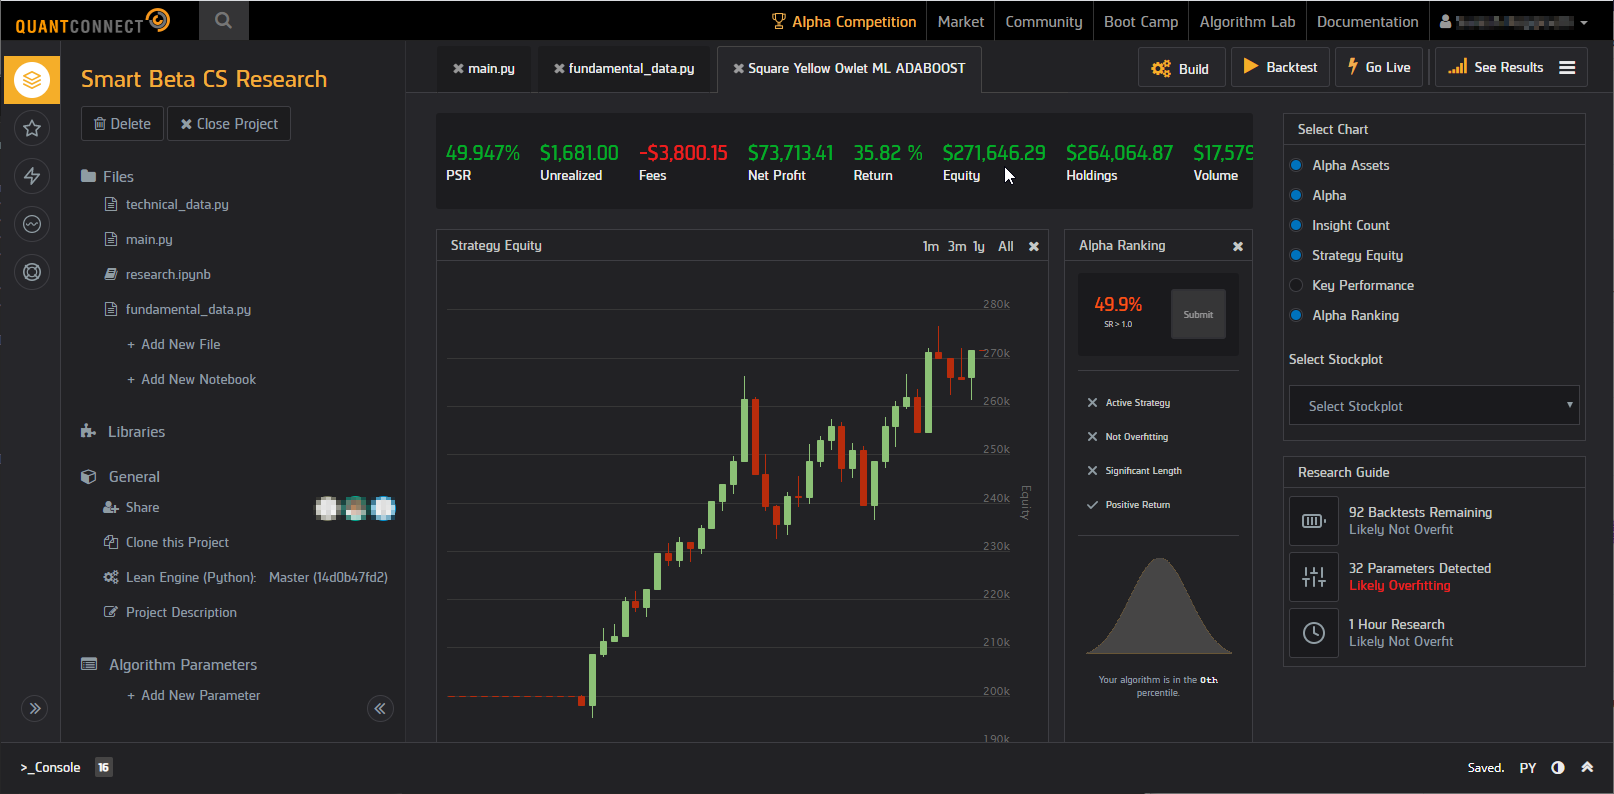 QUANTCONNECT
Alpha Competition
Market
Community
Boot Camp
Algorithm Lab
Documentation
Smart Beta CS Research
Delete
Close Project
Files
technical_data.py
main.py
research.ipynb
fundamental_data.py
+ Add New File
+ Add New Notebook
Libraries
General
Share
Clone this Project
Lean Engine (Python): Master (14d0b47fd2)
Project Description
Algorithm Parameters
+ Add New Parameter
main.py
fundamental_data.py
Square Yellow Owlet ML ADABOOST
Build
Backtest
Go Live
See Results
49.947%
PSR
$1,681.00
Unrealized
-$3,800.15
Fees
$73,713.41
Net Profit
35.82 %
Return
$271,646.29
Equity
$264,064.87
Holdings
$17,579
Volume
Strategy Equity
1m 3m 1y All
280k
270k
260k
250k
240k
230k
220k
210k
200k
190k
Equity
Alpha Ranking
49.9%
SR > 1.0
Submit
Active Strategy
Not Overfitting
Significant Length
Positive Return
Your algorithm is in the 0th
percentile.
Select Chart
Alpha Assets
Alpha
Insight Count
Strategy Equity
Key Performance
Alpha Ranking
Select Stockplot
Select Stockplot
Research Guide
92 Backtests Remaining
Likely Not Overfit
32 Parameters Detected
Likely Overfitting
1 Hour Research
Likely Not Overfit
>_Console 16
Saved. PY